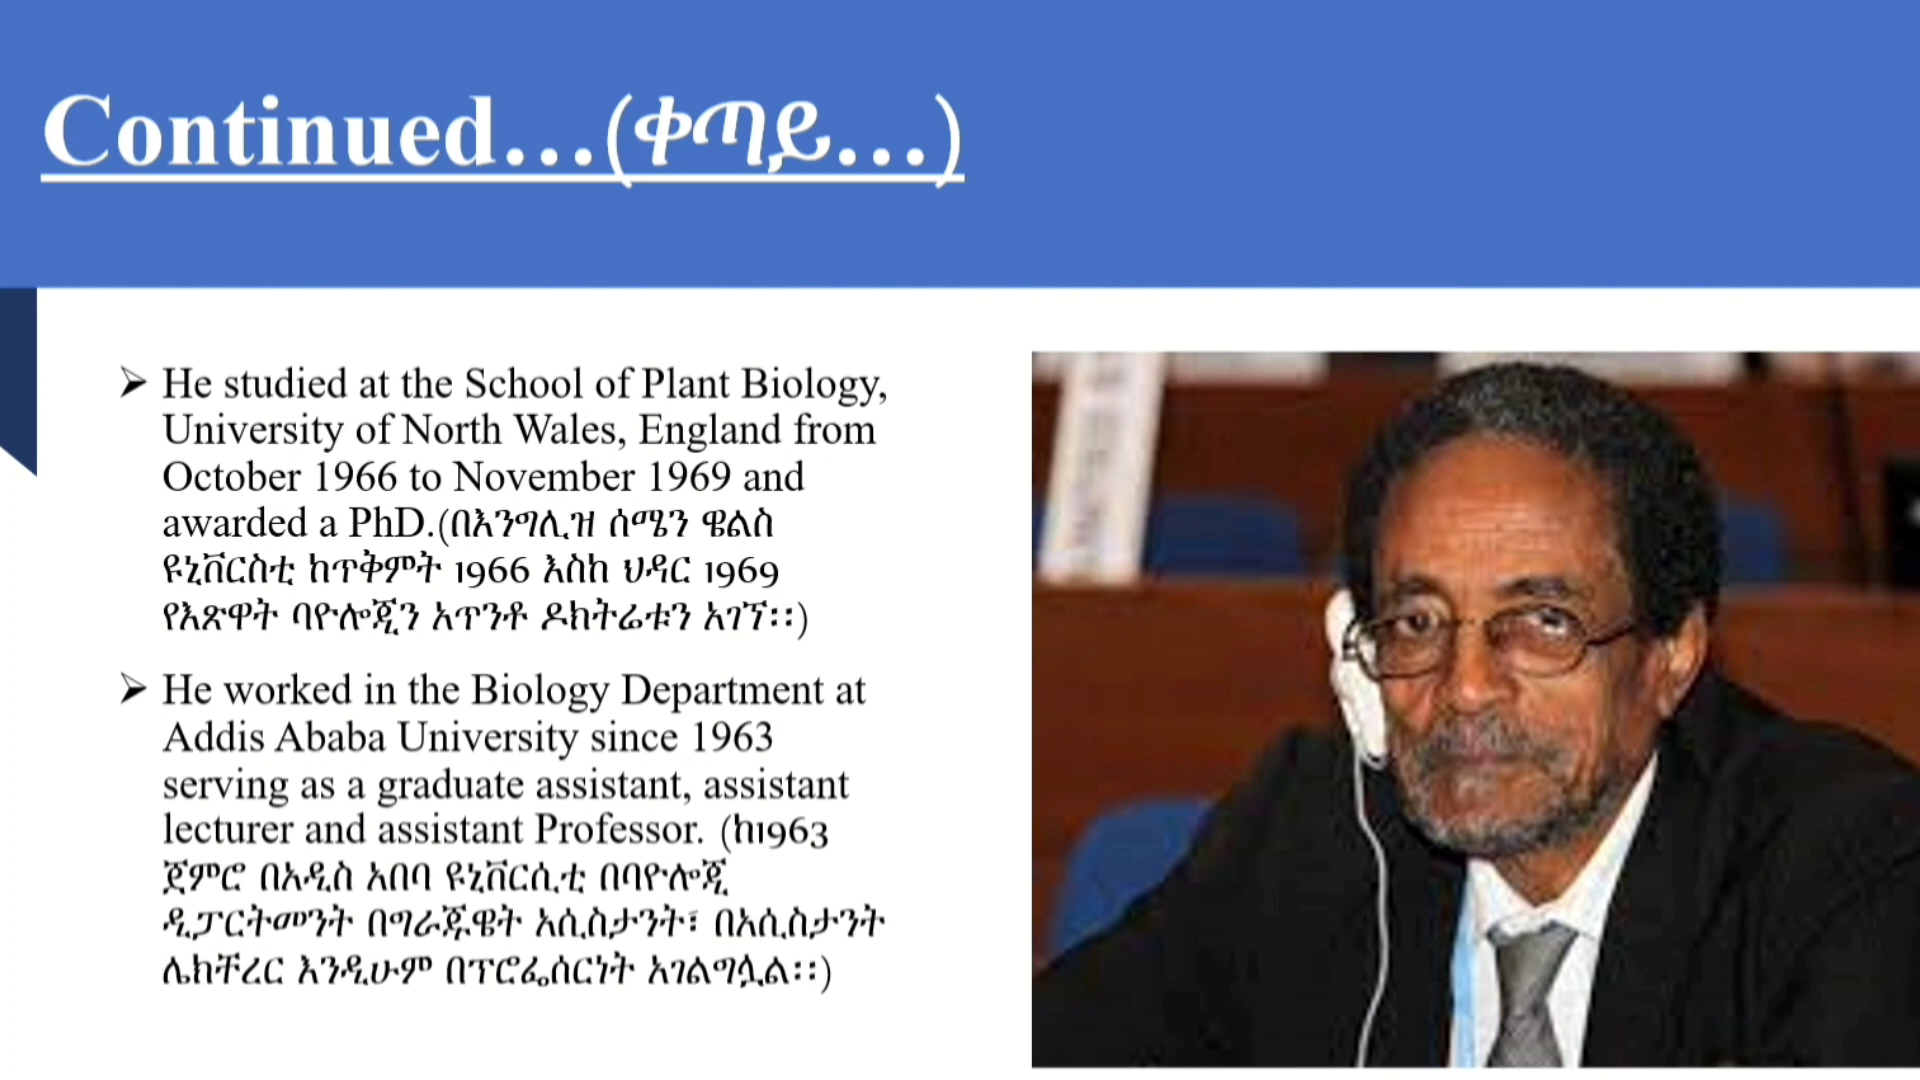 Continued…(ቀጣይ…)
➢ He studied at the School of Plant Biology,
University of North Wales, England from
October 1966 to November 1969 and
awarded a PhD.(በእንግሊዝ ሰሜን ዌልስ
ዩኒቨርስቲ ከጥቅምት 1966 እስከ ህዳር 1969
የእጽዋት ባዮሎጂን አጥንቶ ዶክትሬቱን አገኘ፡፡)
➢ He worked in the Biology Department at
Addis Ababa University since 1963
serving as a graduate assistant, assistant
lecturer and assistant Professor. (ከ1963
ጀምሮ በአዲስ አበባ ዩኒቨርሲቲ በባዮሎጂ
ዲፓርትመንት በግራጁዌት አሲስታንት፣ በአሲስታንት
ሌክቸረር እንዲሁም በፕሮፌሰርነት አገልግሏል፡፡)